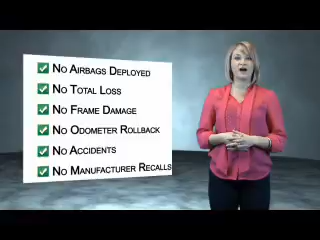 No Airbags Deployed
No Total Loss
No Frame Damage
No Odometer Rollback
No Accidents
No Manufacturer Recalls